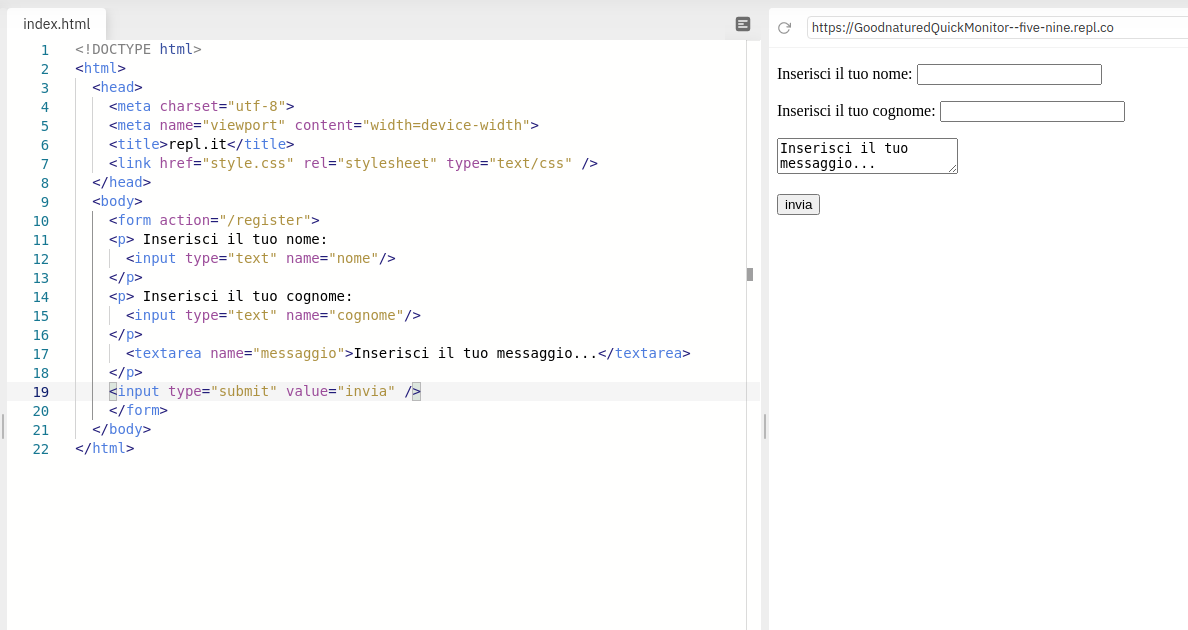 index.html
1 <!DOCTYPE html>
2 <html>
3 <head>
4 <meta charset="utf-8">
5 <meta name="viewport" content="width=device-width">
6 <title>repl.it</title>
7 <link href="style.css" rel="stylesheet" type="text/css" />
8 </head>
9 <body>
10 <form action="/register">
11 <p> Inserisci il tuo nome:
12 <input type="text" name="nome"/>
13 </p>
14 <p> Inserisci il tuo cognome:
15 <input type="text" name="cognome"/>
16 </p>
17 <textarea name="messaggio">Inserisci il tuo messaggio...</textarea>
18 </p>
19 <input type="submit" value="invia" />
20 </form>
21 </body>
22 </html>
https://GoodnaturedQuickMonitor--five-nine.repl.co
Inserisci il tuo nome:
Inserisci il tuo cognome:
Inserisci il tuo
messaggio...
invia